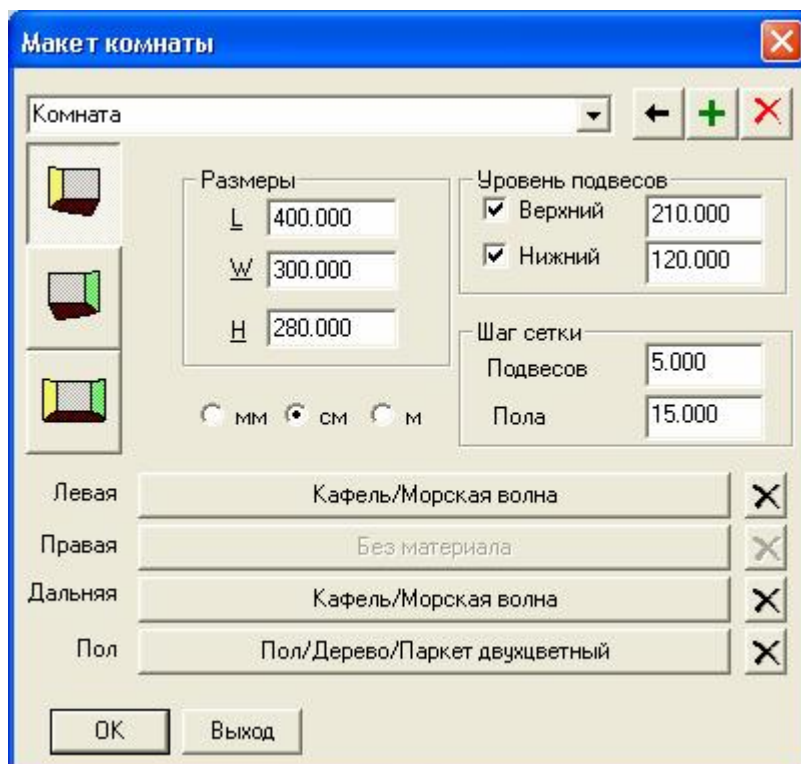 Макет комнаты
Комната
Размеры
L 400.000
W 300.000
H 280.000
Уровень подвесов
Верхний 210.000
Нижний 120.000
Шаг сетки
Подвесов 5.000
Пола 15.000
мм см м
Левая Кафель/Морская волна
Правая Без материала
Дальняя Кафель/Морская волна
Пол Пол/Дерево/Паркет двухцветный
OK Выход